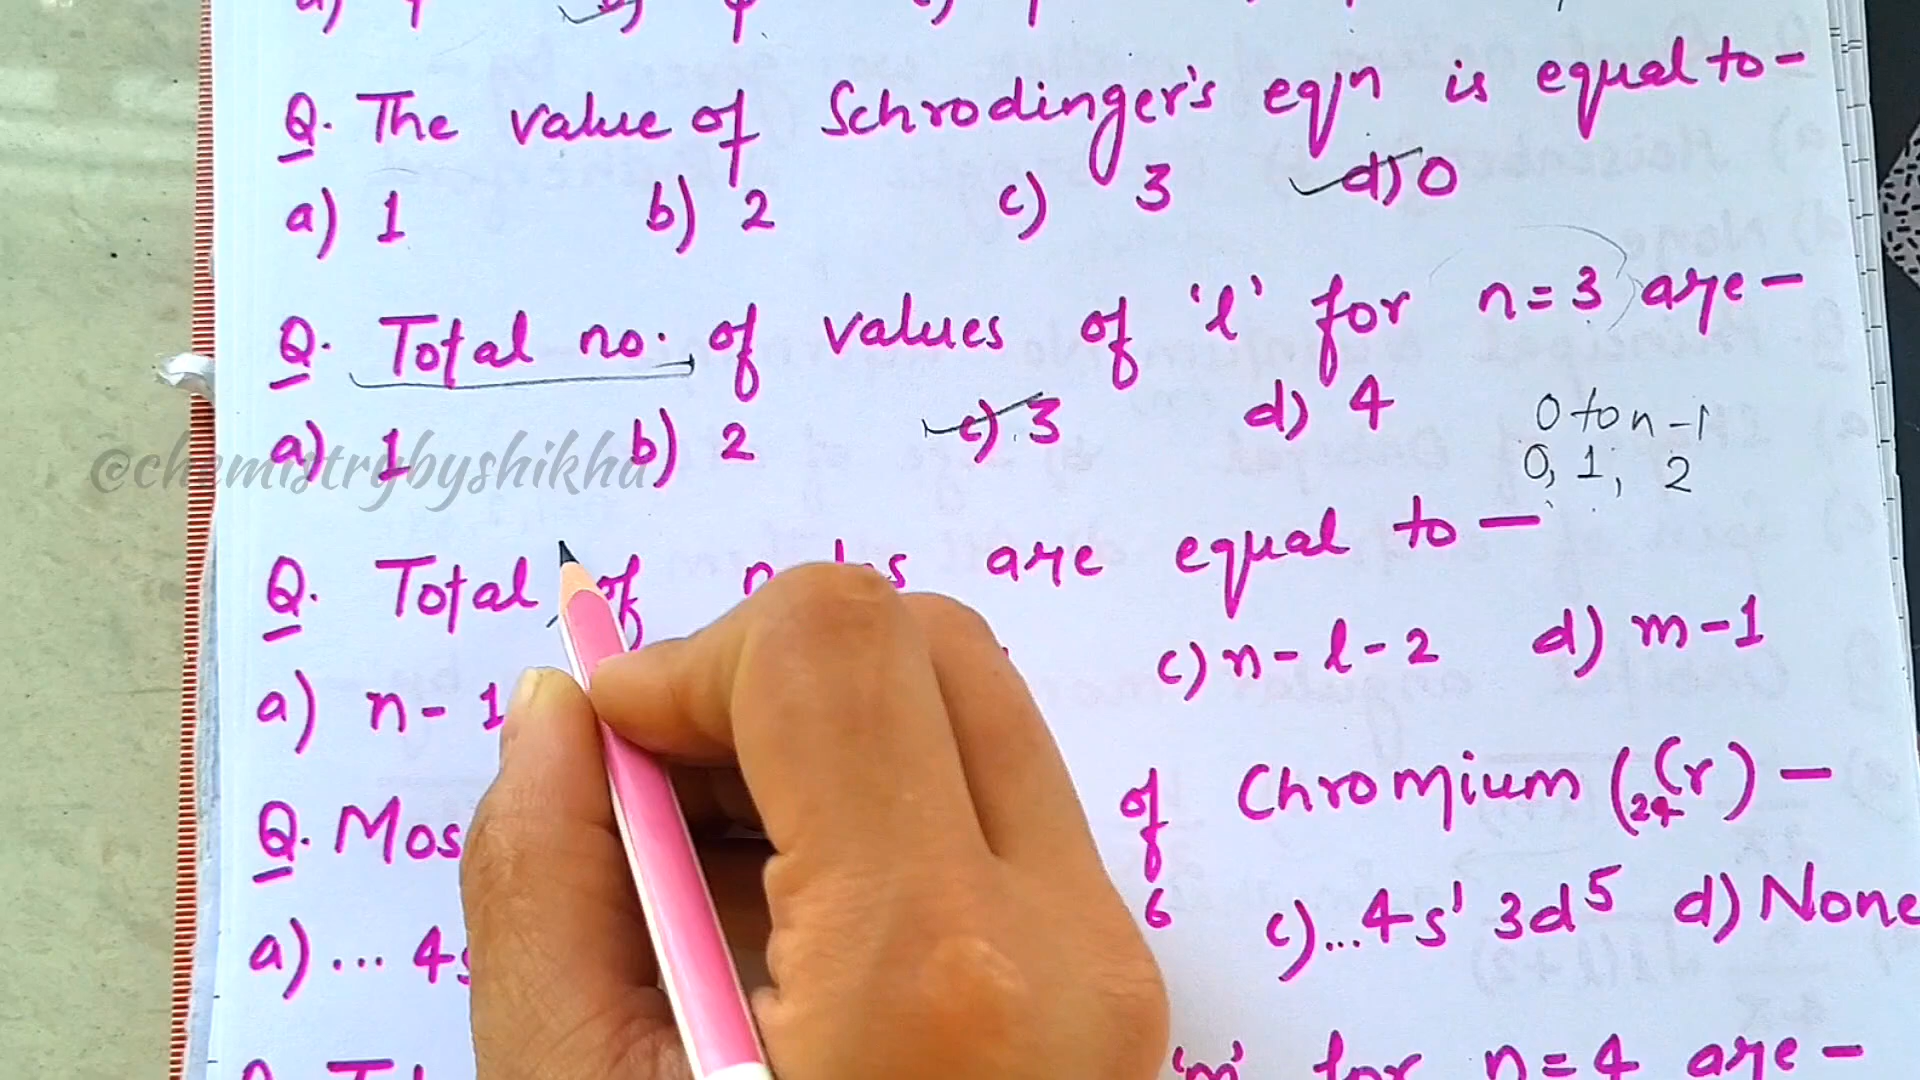 Q. The value of Schrodinger's eqn is equal to-
a) 1 b) 2 c) 3 d) 0
Q. Total no. of values of 'l' for n=3 are-
a) 1 b) 2 c) 3 d) 4
0 to n-1
0, 1, 2
@chemistrybyshikha
Q. Total of are equal to-
a) n-1 c) n-l-2 d) m-1
Q. of Chromium (24Cr)-
a)... 6 c)...4s¹ 3d⁵ d) None
'm' for n=4 are-